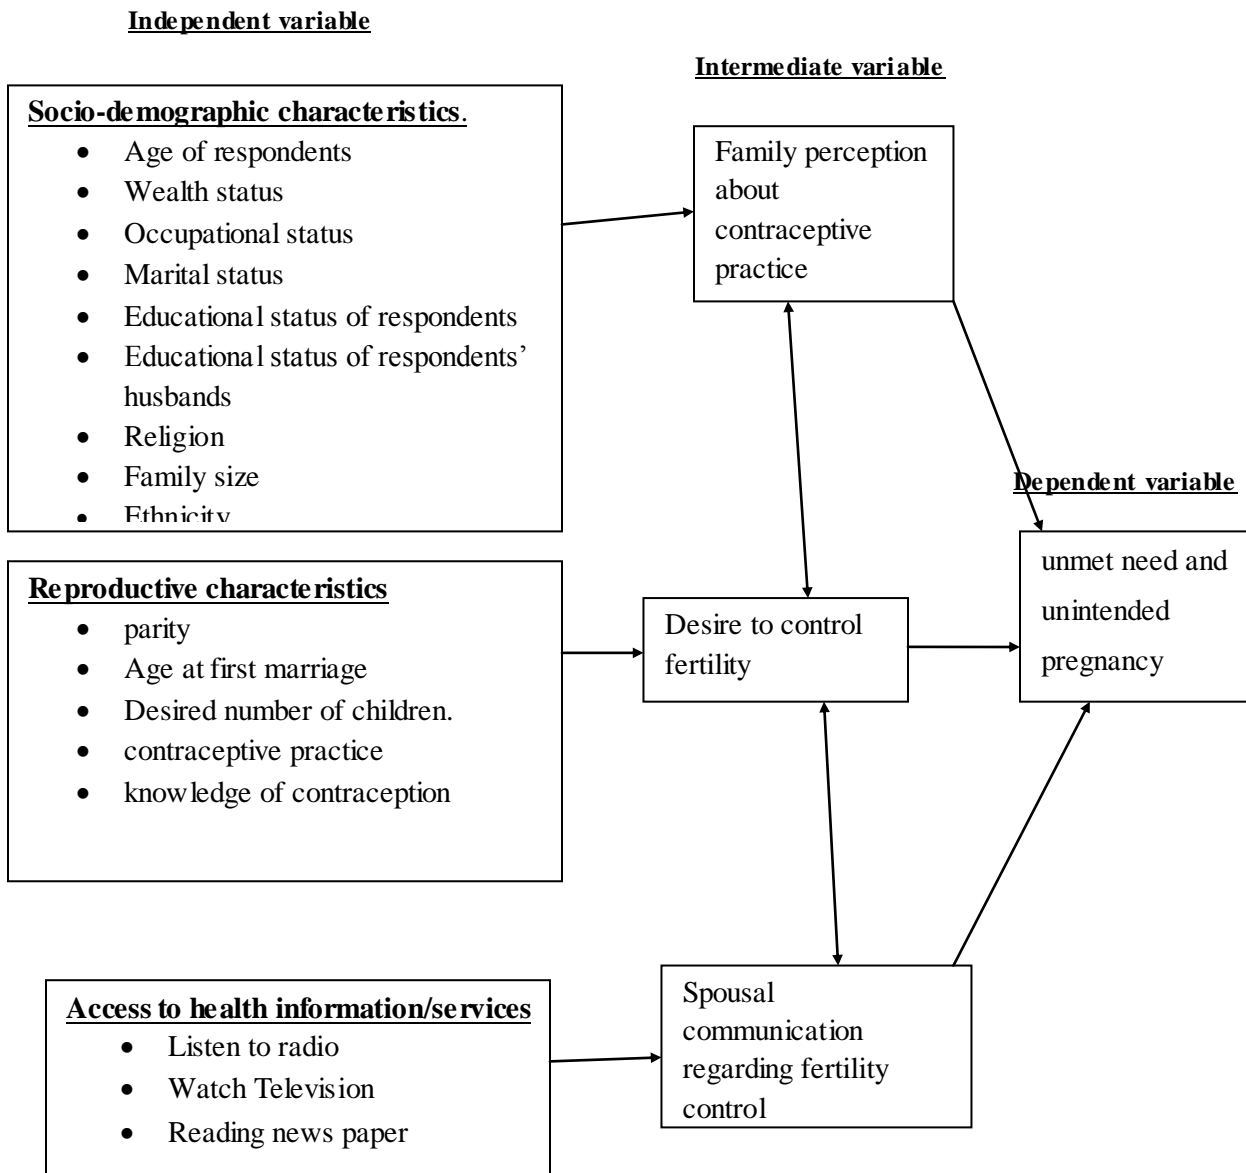 Independent variable
Intermediate variable
Socio-demographic characteristics.
• Age of respondents
• Wealth status
• Occupational status
• Marital status
• Educational status of respondents
• Educational status of respondents’
husbands
• Religion
• Family size
• Ethnicity
Family perception
about
contraceptive
practice
Dependent variable
unmet need and
unintended
pregnancy
Reproductive characteristics
• parity
• Age at first marriage
• Desired number of children.
• contraceptive practice
• knowledge of contraception
Desire to control
fertility
Access to health information/services
• Listen to radio
• Watch Television
• Reading news paper
Spousal
communication
regarding fertility
control